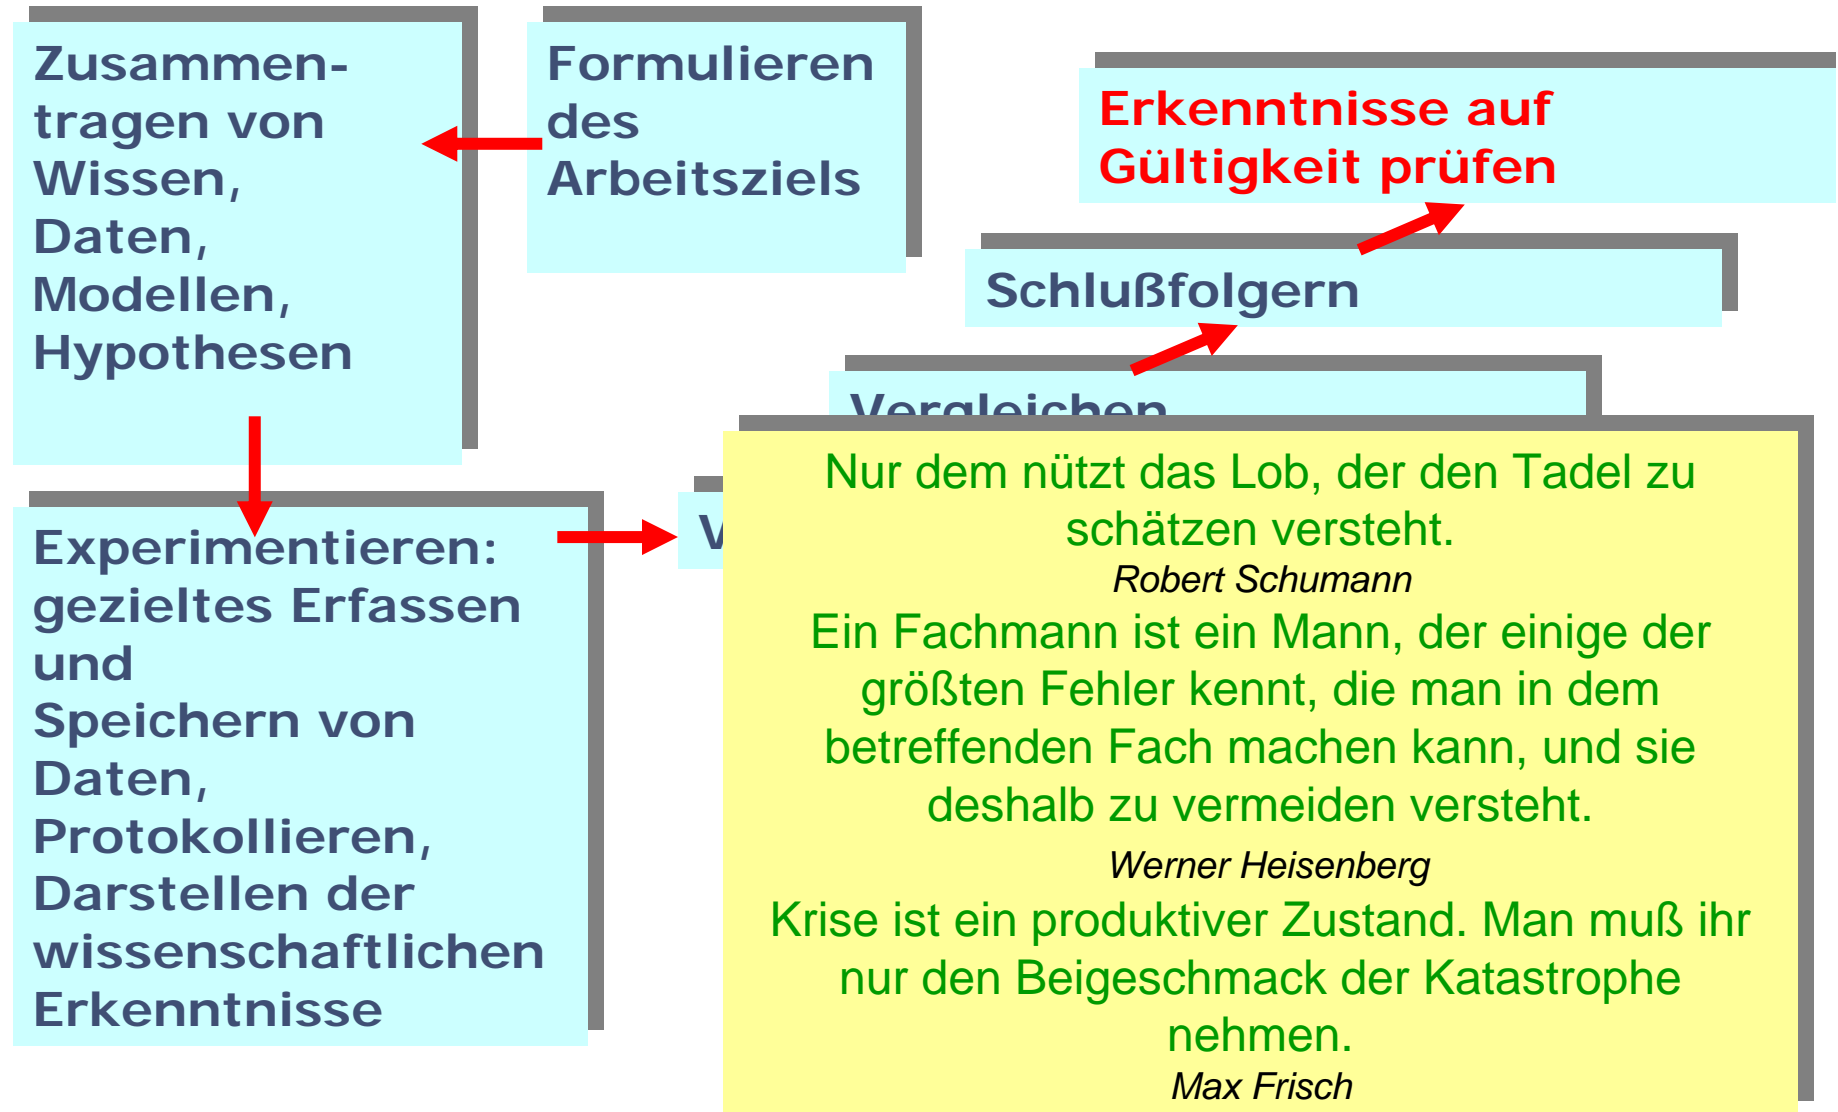 Zusammen-
tragen von
Wissen,
Daten,
Modellen,
Hypothesen
Formulieren
des
Arbeitsziels
Erkenntnisse auf
Gültigkeit prüfen
Schlußfolgern
Vergleichen
Experimentieren:
gezieltes Erfassen
und
Speichern von
Daten,
Protokollieren,
Darstellen der
wissenschaftlichen
Erkenntnisse
Nur dem nützt das Lob, der den Tadel zu
schätzen versteht.
Robert Schumann
Ein Fachmann ist ein Mann, der einige der
größten Fehler kennt, die man in dem
betreffenden Fach machen kann, und sie
deshalb zu vermeiden versteht.
Werner Heisenberg
Krise ist ein produktiver Zustand. Man muß ihr
nur den Beigeschmack der Katastrophe
nehmen.
Max Frisch